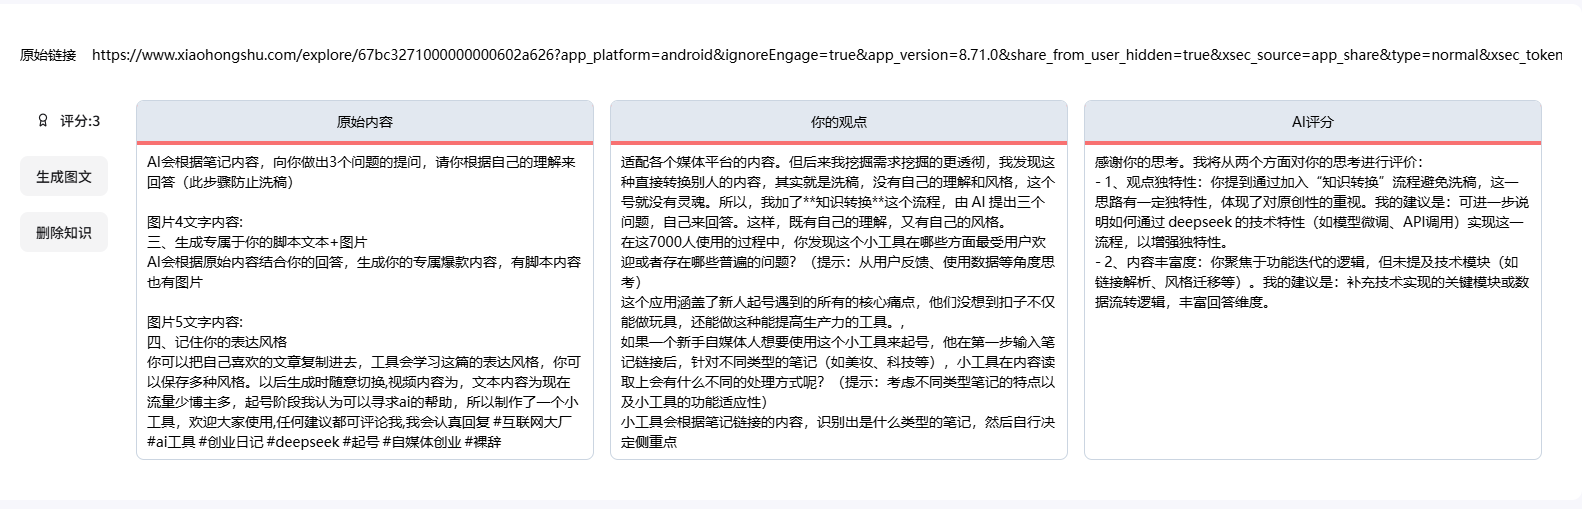 原始链接 https://www.xiaohongshu.com/explore/67bc3271000000000602a626?app_platform=android&ignoreEngage=true&app_version=8.71.0&share_from_user_hidden=true&xsec_source=app_share&type=normal&xsec_token
评分:3
生成图文
删除知识
原始内容
AI会根据笔记内容，向你做出3个问题的提问，请你根据自己的理解来
回答（此步骤防止洗稿）
图片4文字内容:
三、生成专属于你的脚本文本+图片
AI会根据原始内容结合你的回答，生成你的专属爆款内容，有脚本内容
也有图片
图片5文字内容:
四、记住你的表达风格
你可以把自己喜欢的文章复制进去，工具会学习这篇的表达风格，你可
以保存多种风格。以后生成时随意切换,视频内容为，文本内容为现在
流量少博主多，起号阶段我认为可以寻求ai的帮助，所以制作了一个小
工具，欢迎大家使用,任何建议都可评论我,我会认真回复 #互联网大厂
#ai工具 #创业日记 #deepseek #起号 #自媒体创业 #裸辞
你的观点
适配各个媒体平台的内容。但后来我挖掘需求挖掘的更透彻，我发现这
种直接转换别人的内容，其实就是洗稿，没有自己的理解和风格，这个
号就没有灵魂。所以，我加了**知识转换**这个流程，由 AI 提出三个
问题，自己来回答。这样，既有自己的理解，又有自己的风格。
在这7000人使用的过程中，你发现这个小工具在哪些方面最受用户欢
迎或者存在哪些普遍的问题？（提示：从用户反馈、使用数据等角度思
考）
这个应用涵盖了新人起号遇到的所有的核心痛点，他们没想到扣子不仅
能做玩具，还能做这种能提高生产力的工具。,
如果一个新手自媒体人想要使用这个小工具来起号，他在第一步输入笔
记链接后，针对不同类型的笔记（如美妆、科技等），小工具在内容读
取上会有什么不同的处理方式呢？（提示：考虑不同类型笔记的特点以
及小工具的功能适应性）
小工具会根据笔记链接的内容，识别出是什么类型的笔记，然后自行决
定侧重点
AI评分
感谢你的思考。我将从两个方面对你的思考进行评价：
- 1、观点独特性：你提到通过加入“知识转换”流程避免洗稿，这一
思路有一定独特性，体现了对原创性的重视。我的建议是：可进一步说
明如何通过 deepseek 的技术特性（如模型微调、API调用）实现这一
流程，以增强独特性。
- 2、内容丰富度：你聚焦于功能迭代的逻辑，但未提及技术模块（如
链接解析、风格迁移等）。我的建议是：补充技术实现的关键模块或数
据流转逻辑，丰富回答维度。